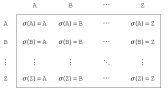 A B ⋯ Z
A σ(A) = A σ(A) = B ⋯ σ(A) = Z
B σ(B) = A σ(B) = B ⋯ σ(B) = Z
⋮ ⋮ ⋮ ⋱ ⋮
Z σ(Z) = A σ(Z) = B ⋯ σ(Z) = Z